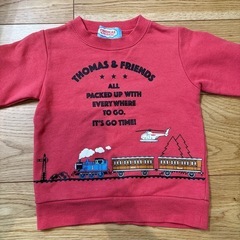 THOMAS & FRIENDS
ALL
PACKED UP WITH
EVERYWHERE
TO GO.
IT'S GO TIME!